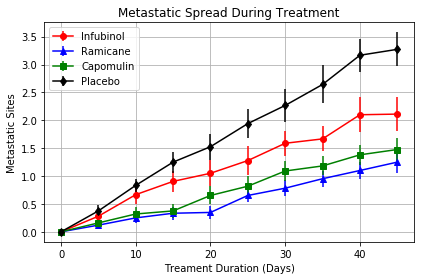 Metastatic Spread During Treatment
Infubinol
Ramicane
Capomulin
Placebo
Metastatic Sites
3.5
3.0
2.5
2.0
1.5
1.0
0.5
0.0
0
10
20
30
40
Treament Duration (Days)